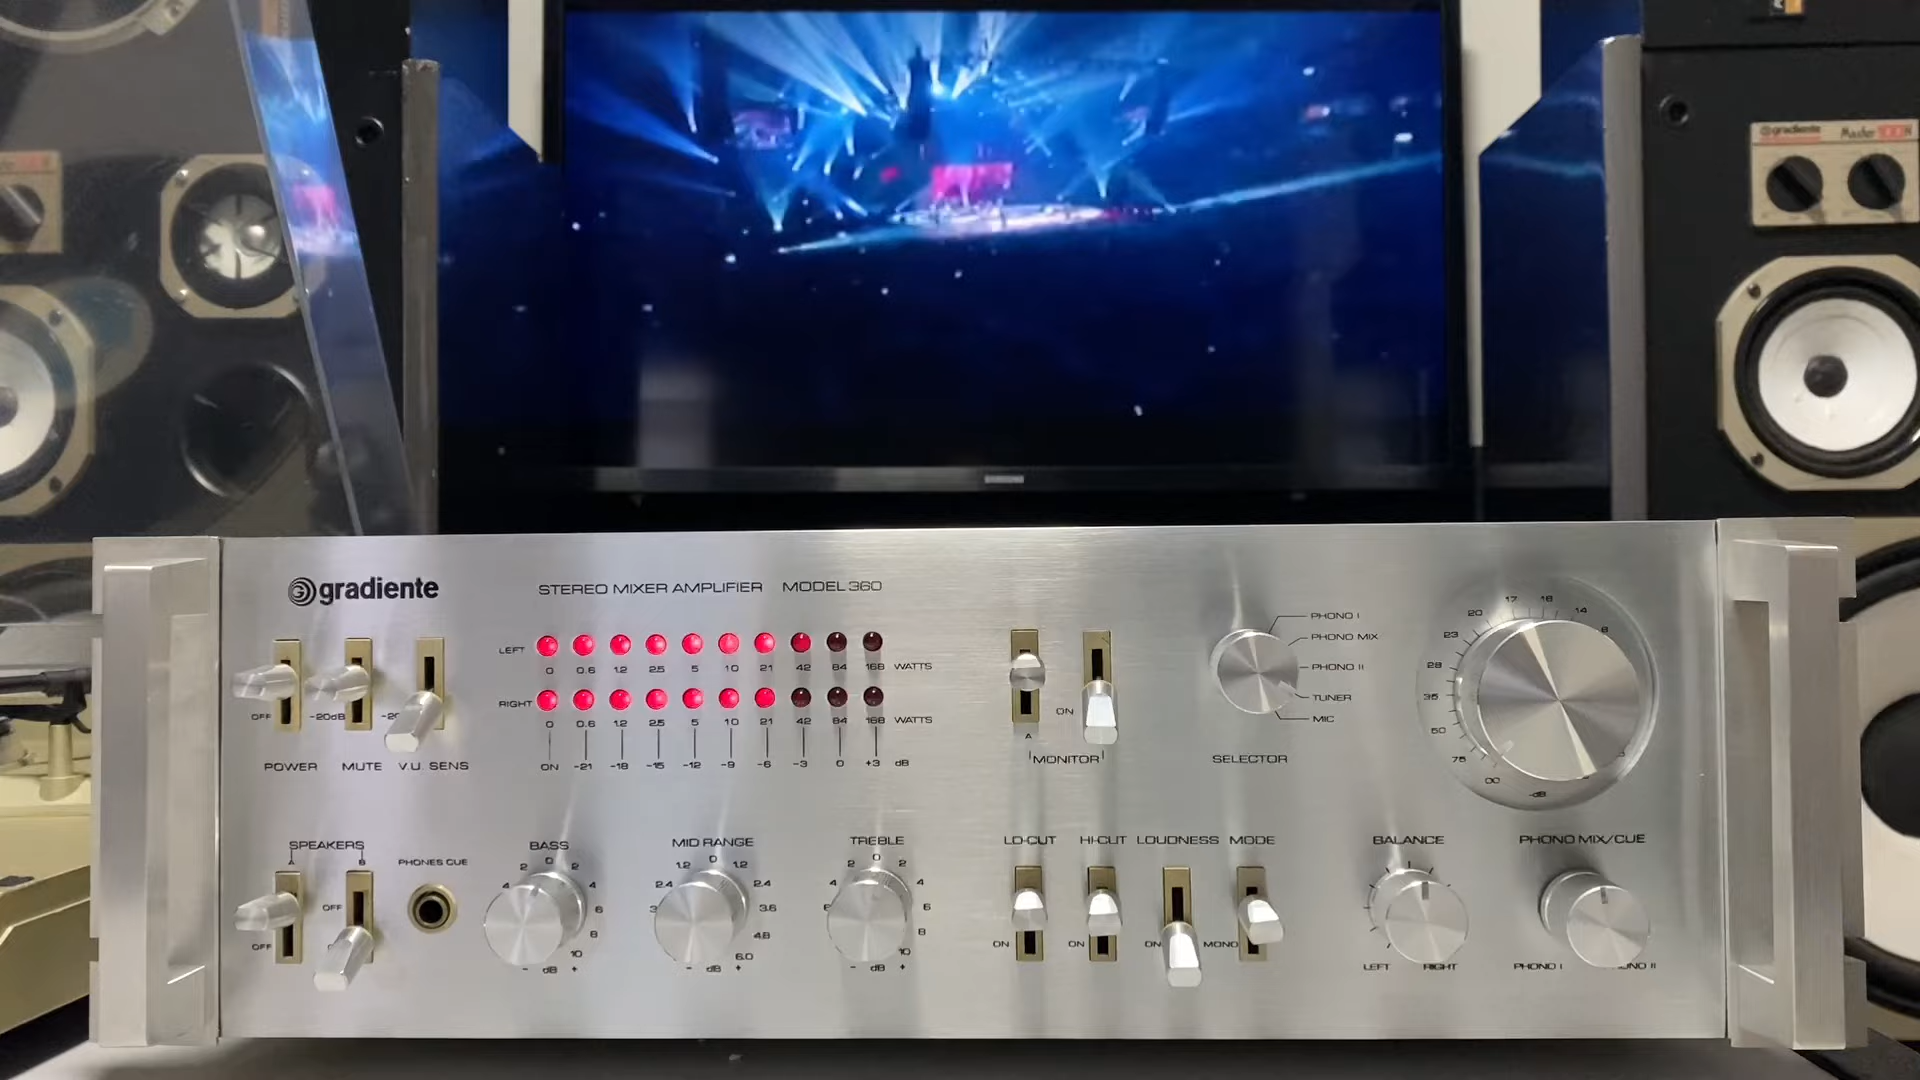 gradiente
Master
gradiente
STEREO MIXER AMPLIFIER MODEL 360
LEFT
0 0.6 1.2 2.5 5 10 21 42 84 168 WATTS
RIGHT
0 0.6 1.2 2.5 5 10 21 42 84 168 WATTS
ON -21 -18 -15 -12 -9 -6 -3 0 +3 dB
OFF
-20dB
POWER MUTE V.U. SENS
ON
A
MONITOR
PHONO I
PHONO MIX
PHONO II
TUNER
MIC
SELECTOR
20 17 16 14 8
23
28
35
50
75
00
-dB
SPEAKERS
A B
OFF
OFF
PHONES CUE
BASS
2 0 2
4 4
6
8
10
- dB +
MID RANGE
1.2 0 1.2
2.4 2.4
3.6
4.8
6.0
- dB +
TREBLE
2 0 2
4 4
6 6
8
10
- dB +
LO-CUT HI-CUT LOUDNESS MODE
ON ON ON MONO
BALANCE
LEFT RIGHT
PHONO MIX/CUE
PHONO I